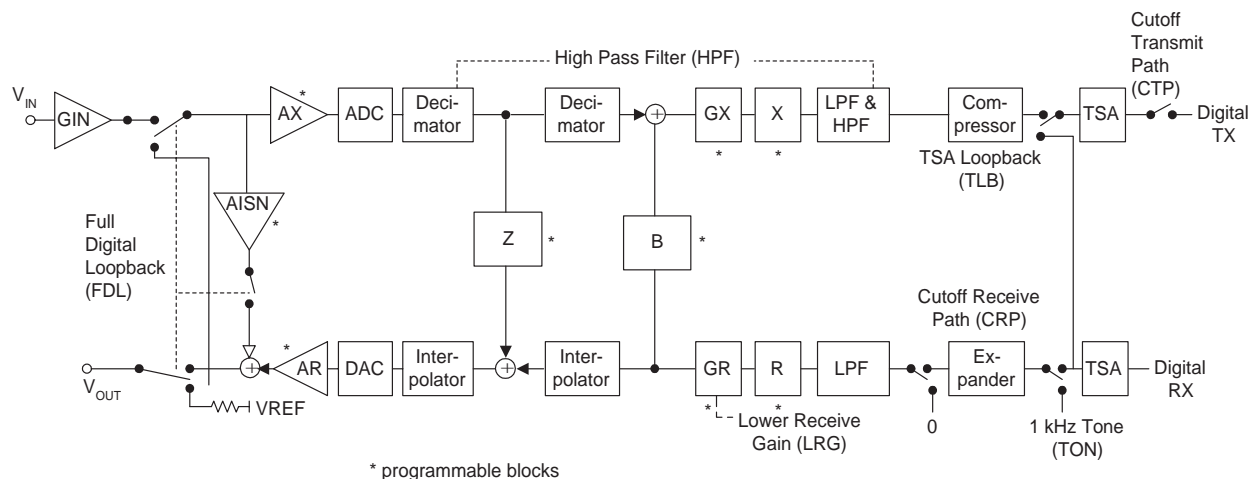 Cutoff
Transmit
Path
(CTP)
High Pass Filter (HPF)
VIN
GIN
AX
*
ADC
Deci-
mator
Deci-
mator
+
GX
*
X
*
LPF &
HPF
Com-
pressor
TSA
Digital
TX
TSA Loopback
(TLB)
AISN
*
Full
Digital
Loopback
(FDL)
Z
*
B
*
Cutoff Receive
Path (CRP)
VOUT
+
*
AR
DAC
Inter-
polator
+
Inter-
polator
GR
*
R
*
LPF
Ex-
pander
TSA
Digital
RX
VREF
Lower Receive
Gain (LRG)
0
1 kHz Tone
(TON)
* programmable blocks